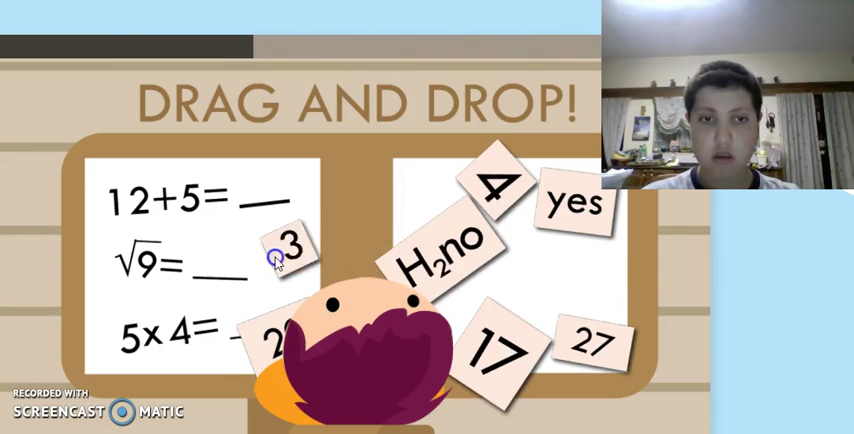 DRAG AND DROP!
12+5= __
4
yes
√9= __
3
H₂no
5x4=
17
27
RECORDED WITH
SCREENCAST MATIC